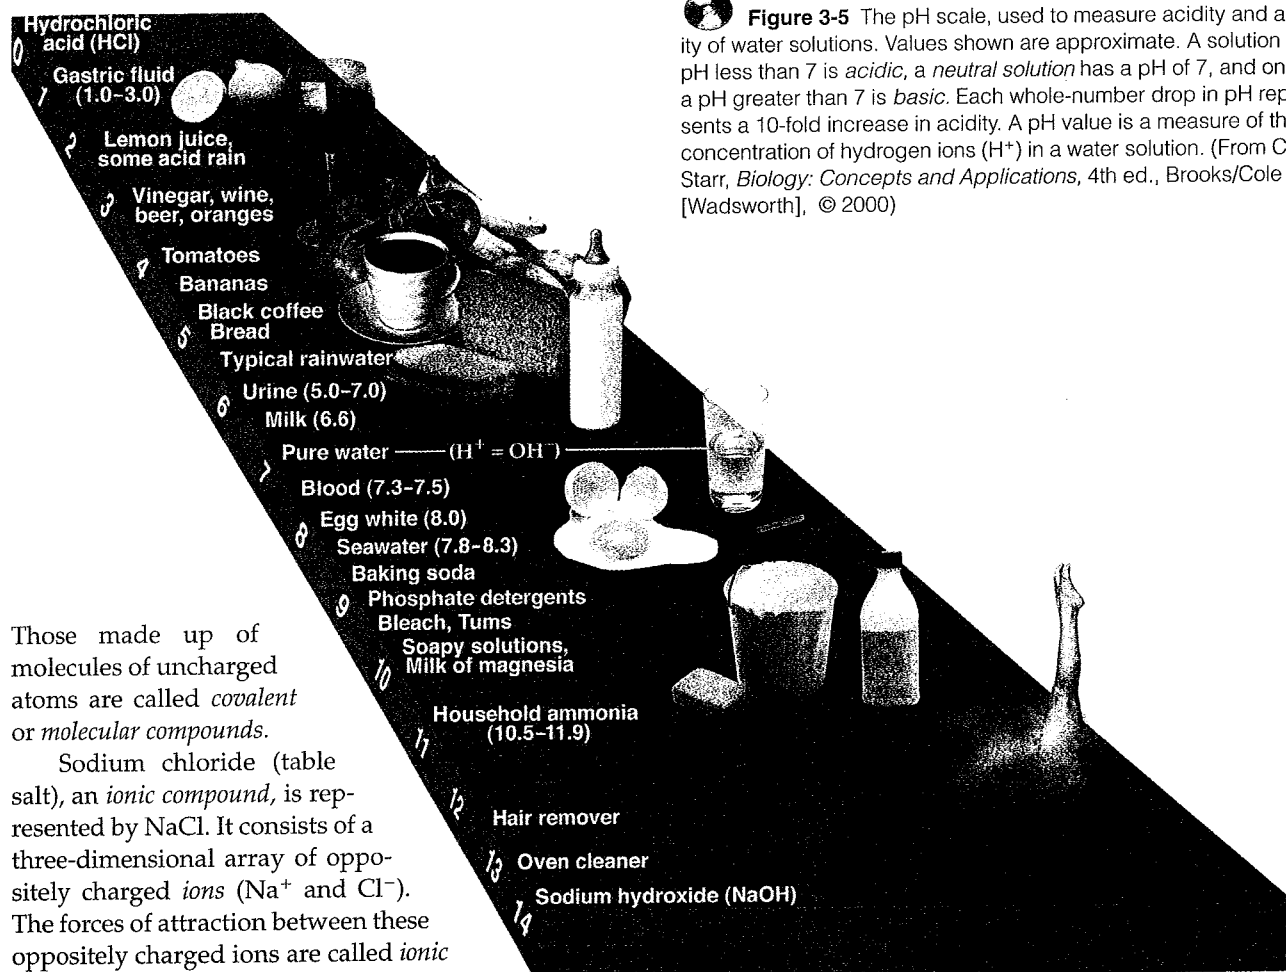 Figure 3-5 The pH scale, used to measure acidity and a
ity of water solutions. Values shown are approximate. A solution
pH less than 7 is acidic, a neutral solution has a pH of 7, and on
a pH greater than 7 is basic. Each whole-number drop in pH rep
sents a 10-fold increase in acidity. A pH value is a measure of th
concentration of hydrogen ions (H⁺) in a water solution. (From C
Starr, Biology: Concepts and Applications, 4th ed., Brooks/Cole
[Wadsworth], © 2000)
0
Hydrochloric
acid (HCl)
Gastric fluid
1
(1.0–3.0)
2
Lemon juice,
some acid rain
3
Vinegar, wine,
beer, oranges
Tomatoes
4
Bananas
Black coffee
5
Bread
Typical rainwater
Urine (5.0–7.0)
6
Milk (6.6)
Pure water (H⁺ = OH⁻)
7
Blood (7.3–7.5)
Egg white (8.0)
8
Seawater (7.8–8.3)
Baking soda
9
Phosphate detergents
Bleach, Tums
Soapy solutions,
10
Milk of magnesia
Household ammonia
(10.5–11.9)
11
12
Hair remover
13
Oven cleaner
Sodium hydroxide (NaOH)
14
Those made up of
molecules of uncharged
atoms are called covalent
or molecular compounds.
Sodium chloride (table
salt), an ionic compound, is rep-
resented by NaCl. It consists of a
three-dimensional array of oppo-
sitely charged ions (Na⁺ and Cl⁻).
The forces of attraction between these
oppositely charged ions are called ionic